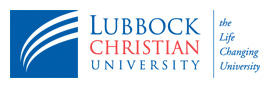 LUBBOCK
CHRISTIAN
UNIVERSITY
the
Life
Changing
University